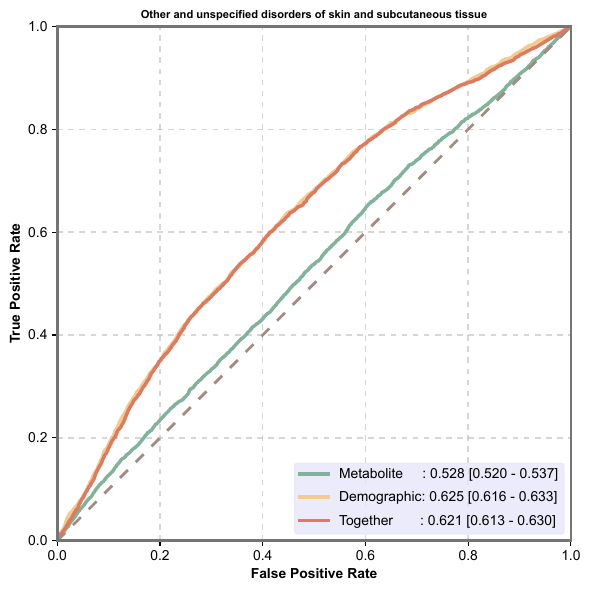 Other and unspecified disorders of skin and subcutaneous tissue
1.0
0.8
0.6
0.4
0.2
0.0
True Positive Rate
Metabolite : 0.528 [0.520 - 0.537]
Demographic: 0.625 [0.616 - 0.633]
Together : 0.621 [0.613 - 0.630]
0.0 0.2 0.4 0.6 0.8 1.0
False Positive Rate